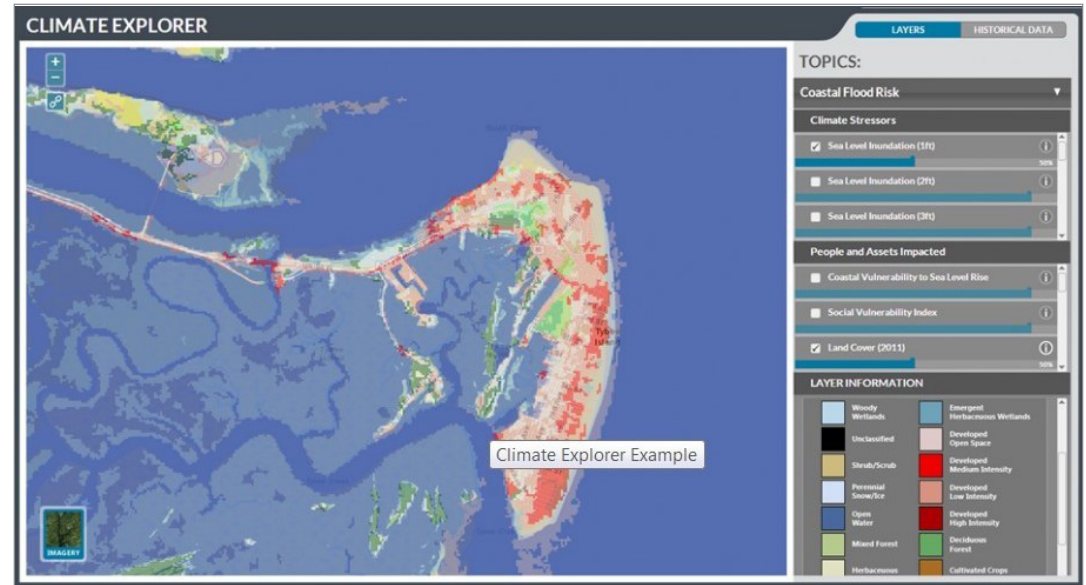 CLIMATE EXPLORER
LAYERS
HISTORICAL DATA
TOPICS:
Coastal Flood Risk
Climate Stressors
Sea Level Inundation (1ft)
50%
Sea Level Inundation (2ft)
Sea Level Inundation (3ft)
People and Assets Impacted
Coastal Vulnerability to Sea Level Rise
Social Vulnerability Index
Land Cover (2011)
50%
LAYER INFORMATION
Woody
Wetlands
Emergent
Herbaceous Wetlands
Unclassified
Developed
Open Space
Shrub/Scrub
Developed
Medium Intensity
Perennial
Snow/Ice
Developed
Low Intensity
Open
Water
Developed
High Intensity
Mixed Forest
Deciduous
Forest
Herbaceous
Cultivated Crops
Tybee
Island
Climate Explorer Example
IMAGERY